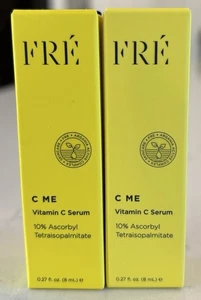 FRÉ
C ME
Vitamin C Serum
10% Ascorbyl
Tetraisopalmitate
0.27 fl. oz. (8 mL) ℮
FRÉ
C ME
Vitamin C Serum
10% Ascorbyl
Tetraisopalmitate
0.27 fl. oz. (8 mL) ℮